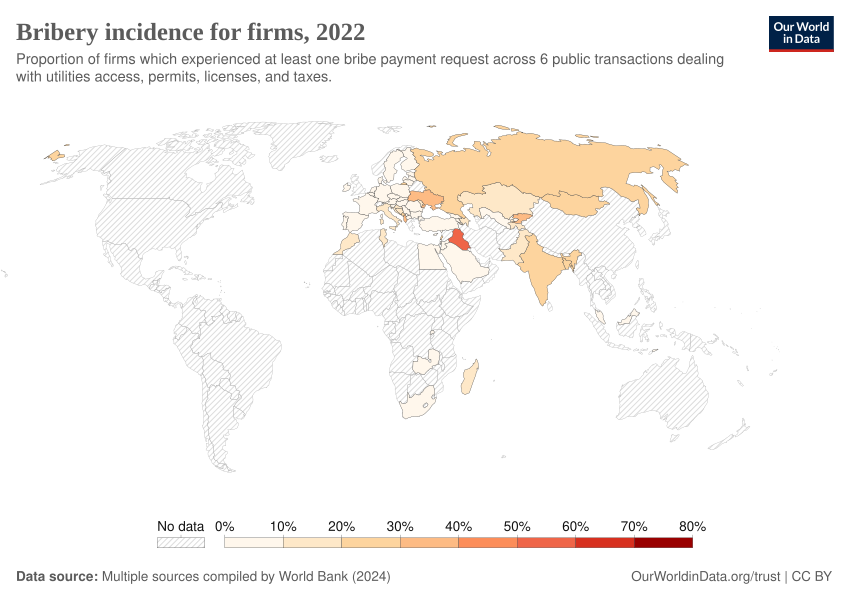 Bribery incidence for firms, 2022
Our World
in Data
Proportion of firms which experienced at least one bribe payment request across 6 public transactions dealing
with utilities access, permits, licenses, and taxes.
No data 0% 10% 20% 30% 40% 50% 60% 70% 80%
Data source: Multiple sources compiled by World Bank (2024)
OurWorldinData.org/trust | CC BY